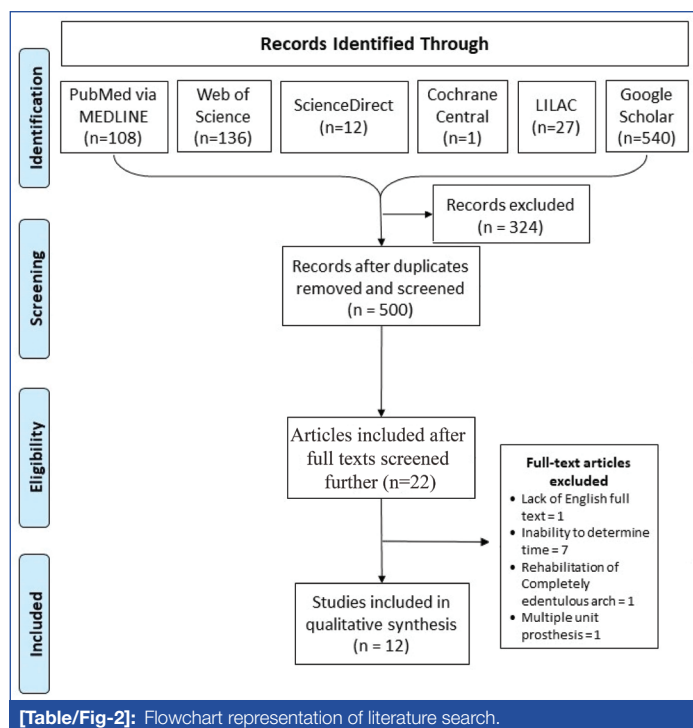 Records Identified Through
Identification
PubMed via
MEDLINE
(n=108)
Web of
Science
(n=136)
ScienceDirect
(n=12)
Cochrane
Central
(n=1)
LILAC
(n=27)
Google
Scholar
(n=540)
Records excluded
(n = 324)
Screening
Records after duplicates
removed and screened
(n = 500)
Eligibility
Articles included after
full texts screened
further (n=22)
Full-text articles
excluded
• Lack of English full
text = 1
• Inability to determine
time = 7
• Rehabilitation of
Completely
edentulous arch = 1
• Multiple unit
prosthesis = 1
Included
Studies included in
qualitative synthesis
(n = 12)
[Table/Fig-2]: Flowchart representation of literature search.